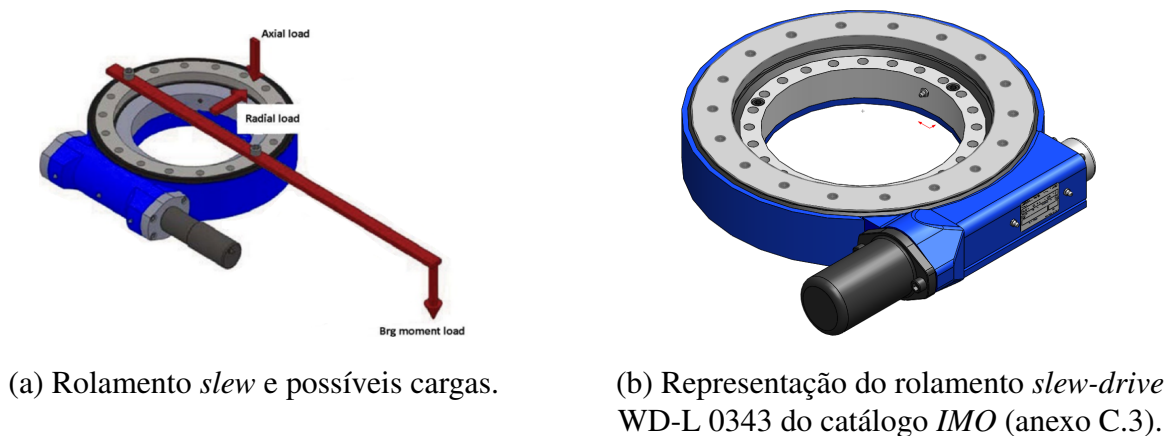 Axial load
Radial load
Brg moment load
(a) Rolamento slew e possíveis cargas.
(b) Representação do rolamento slew-drive
WD-L 0343 do catálogo IMO (anexo C.3).